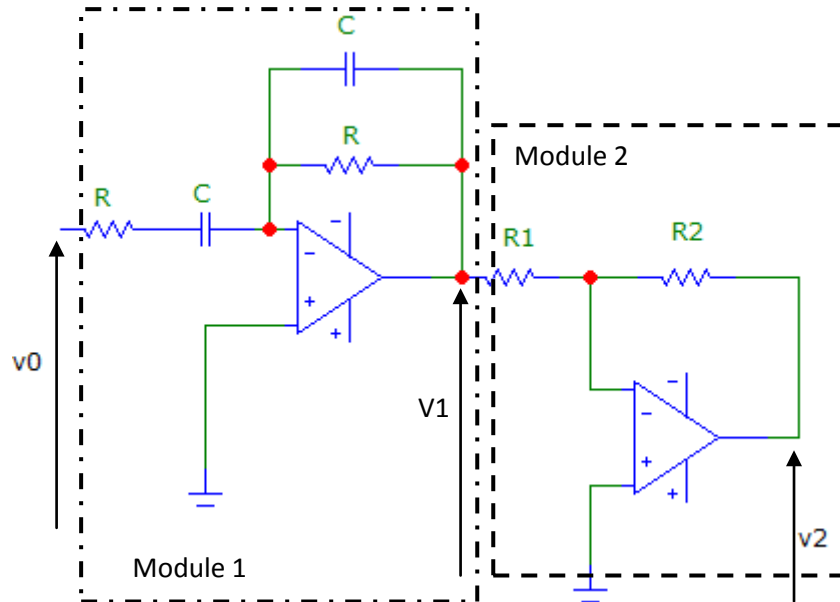 C
R
R
C
-
-
+
+
v0
V1
Module 1
Module 2
R1
R2
-
-
+
+
v2